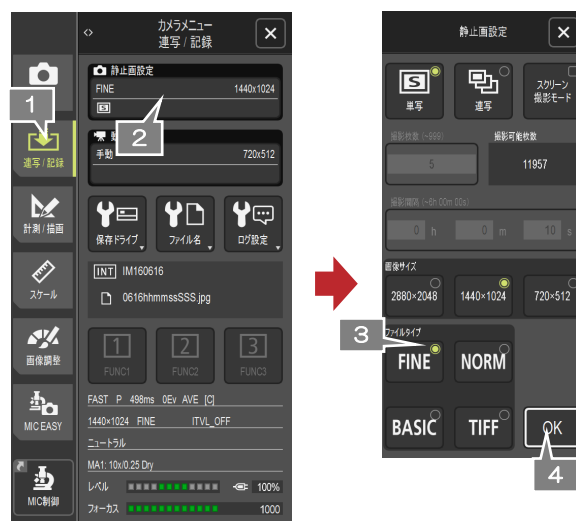 カメラメニュー
連写 / 記録
1
連写 / 記録
計測 / 描画
スケール
画像調整
MIC EASY
MIC制御
静止画設定
FINE 1440x1024
S
2
手動 720x512
保存ドライブ
ファイル名
ログ設定
INT IM160616
0616hhmmssSSS.jpg
1 2 3
FUNC1 FUNC2 FUNC3
FAST P 498ms 0Ev AVE [C]
1440×1024 FINE ITVL_OFF
ニュートラル
MA1: 10x/0.25 Dry
レベル 100%
フォーカス 1000
静止画設定
S
単写
連写
スクリーン
撮影モード
撮影枚数 (~999) 撮影可能枚数
5 11957
撮影間隔 (~6h 00m 00s)
0 h 0 m 10 s
画像サイズ
2880×2048 1440×1024 720×512
3
ファイルタイプ
FINE NORM
BASIC TIFF OK
4